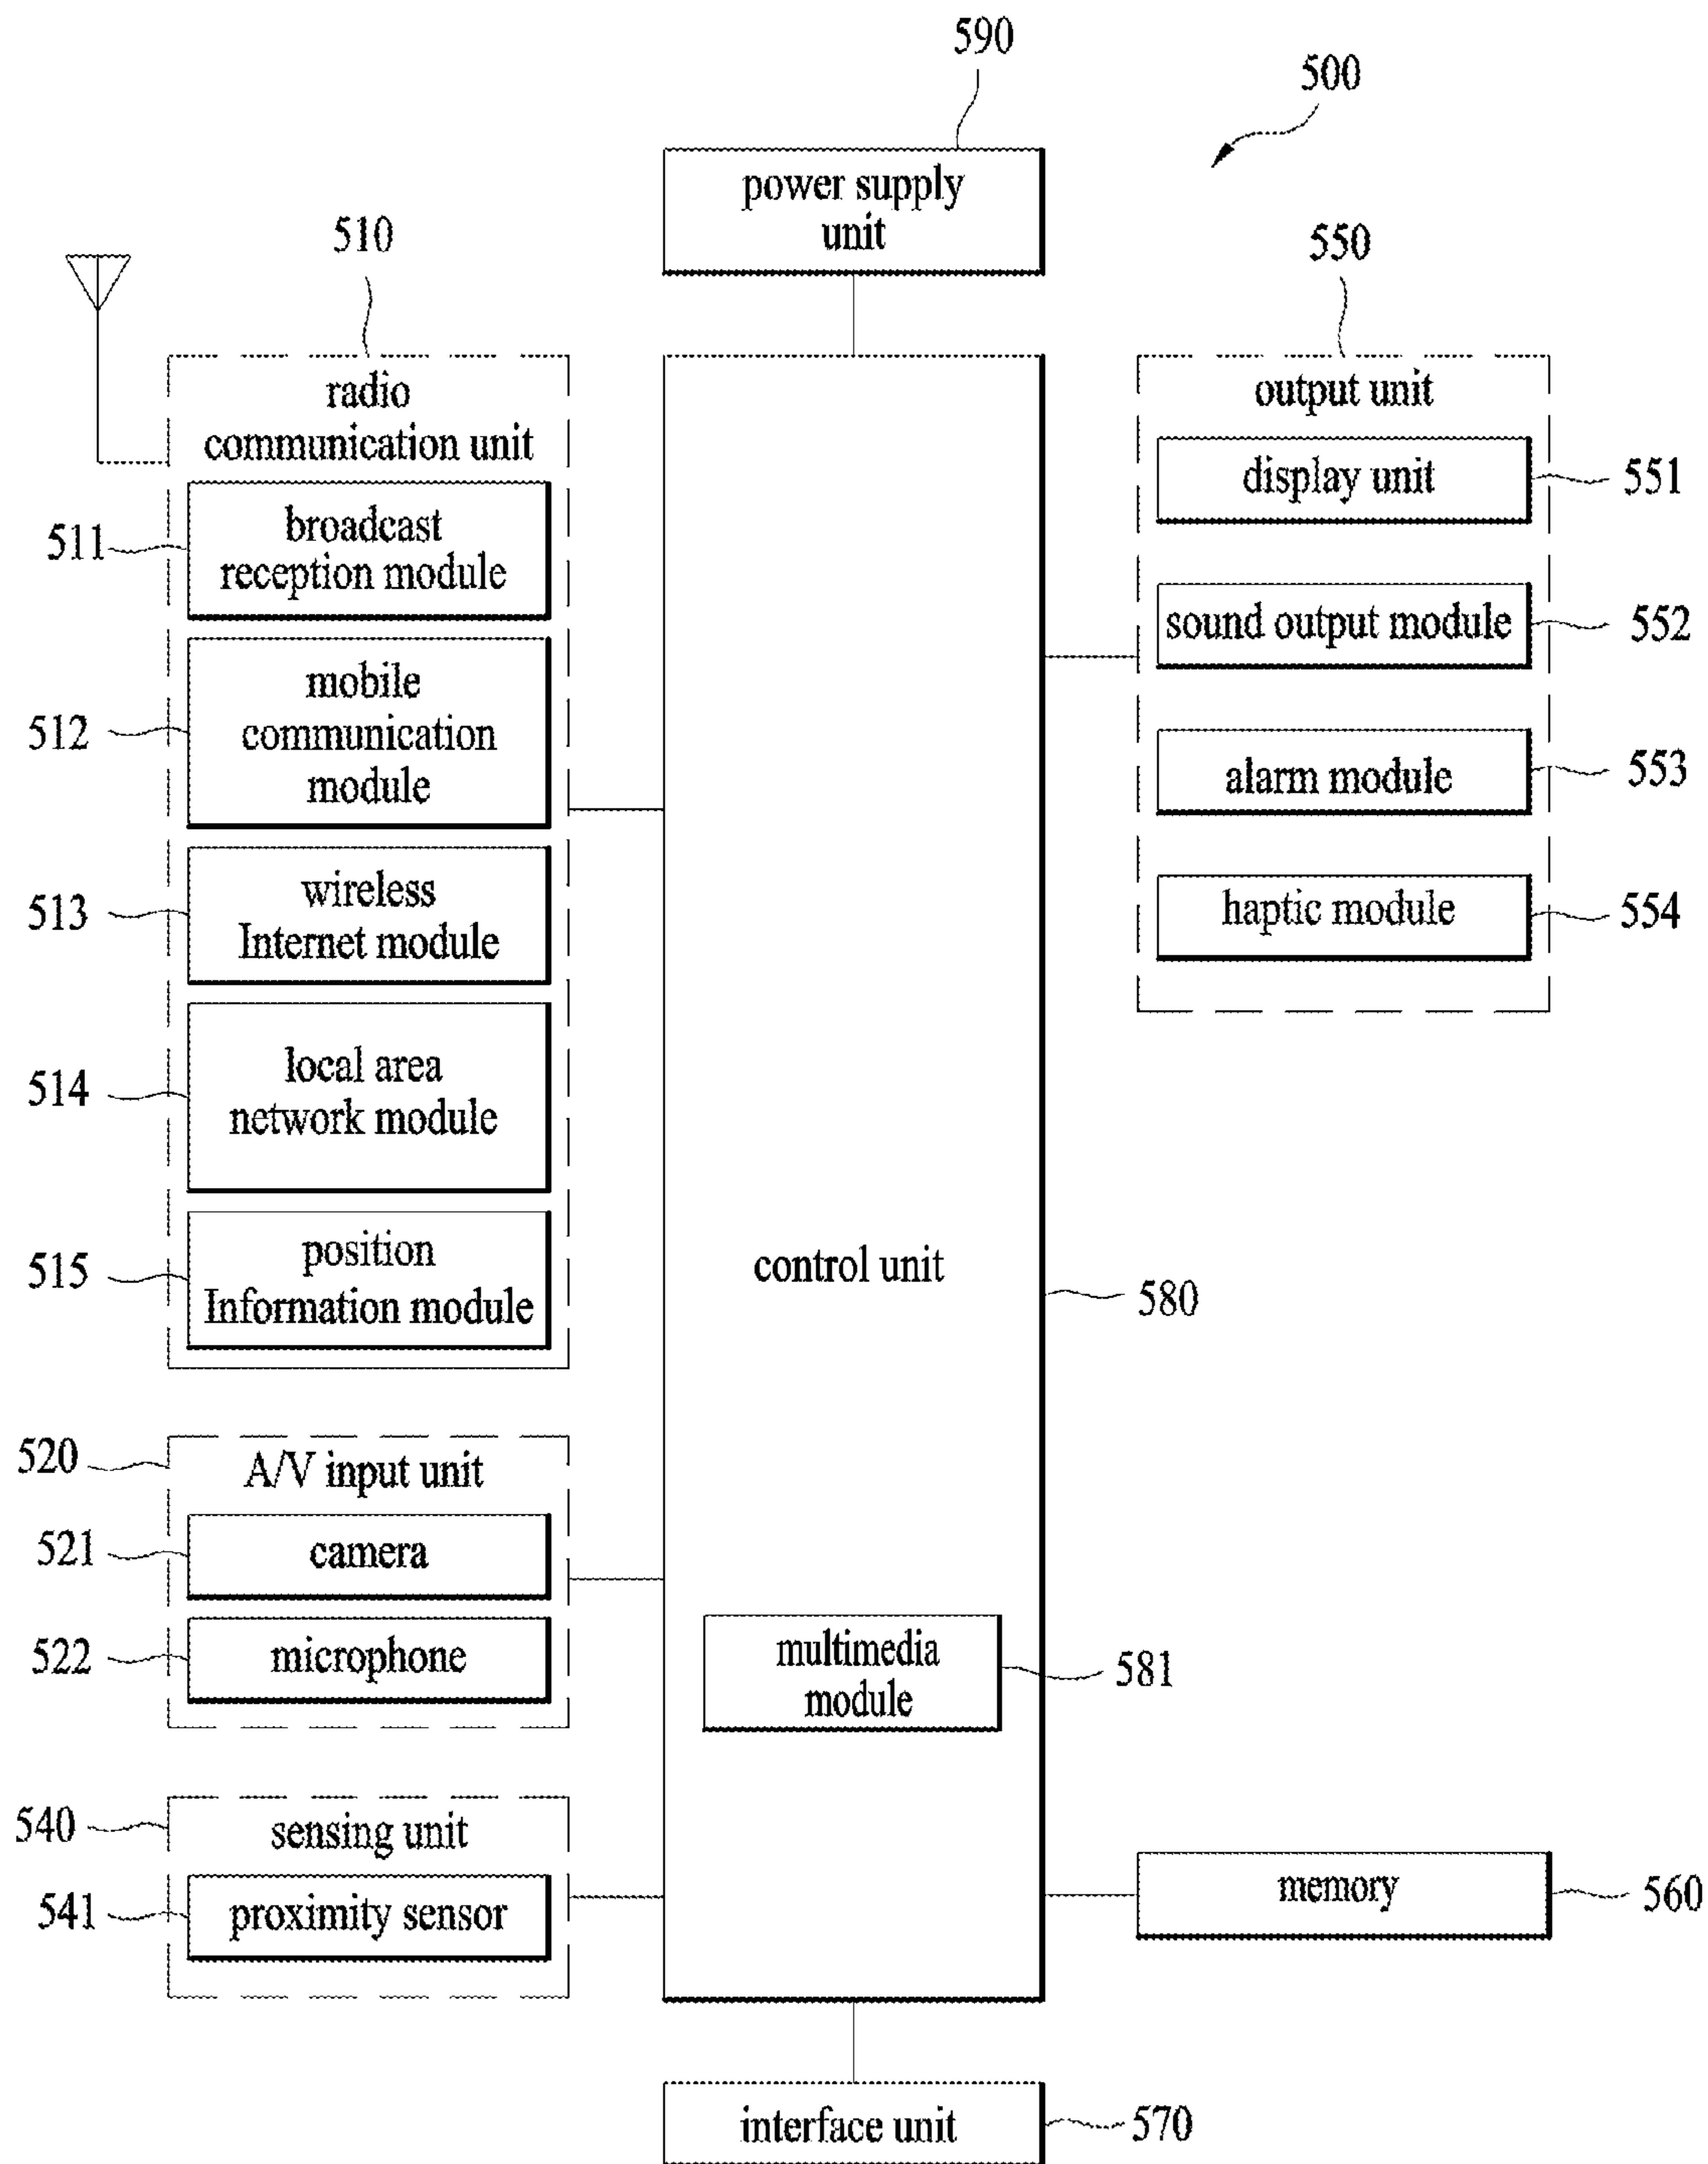 590
500
power supply
unit
510
550
radio
communication unit
511
broadcast
reception module
512
mobile
communication
module
513
wireless
Internet module
514
local area
network module
515
position
Information module
output unit
display unit
551
sound output module
552
alarm module
553
haptic module
554
control unit
580
520
A/V input unit
521
camera
522
microphone
multimedia
module
581
540
sensing unit
541
proximity sensor
memory
560
interface unit
570